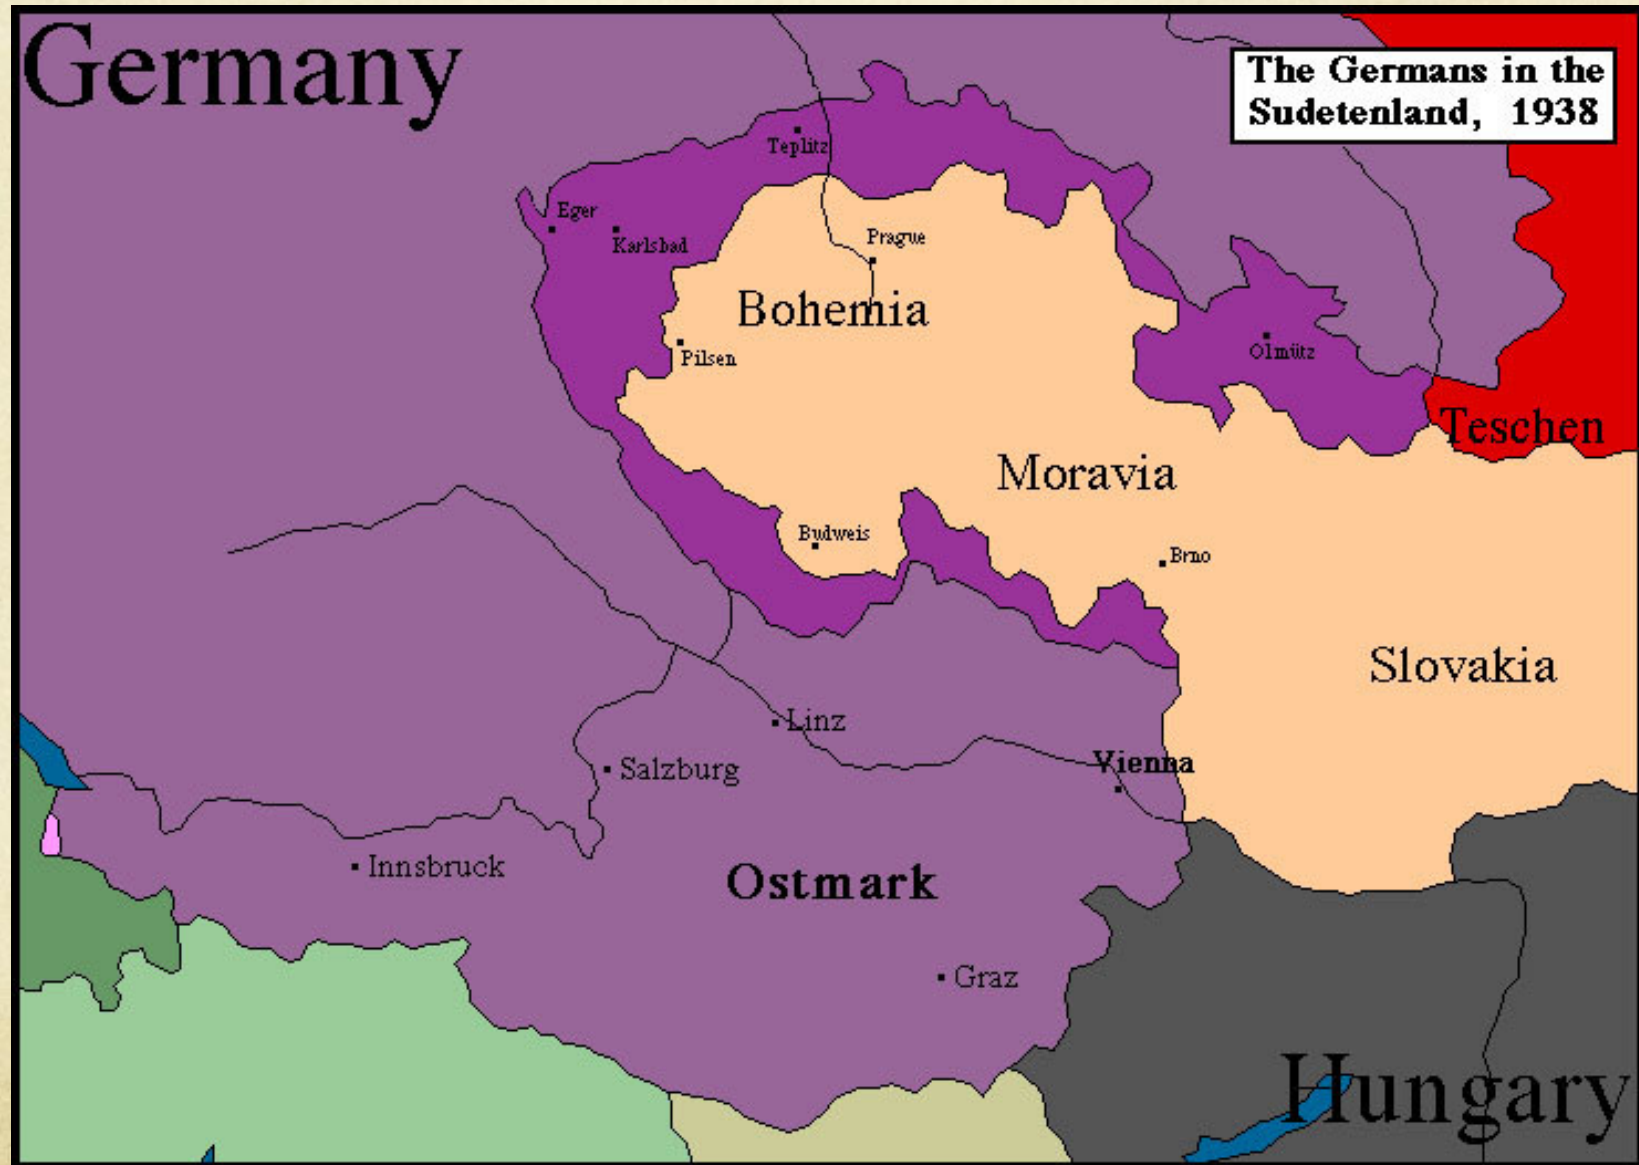 Germany
The Germans in the
Sudetenland, 1938
Teplitz
Eger
Karlsbad
Prague
Bohemia
Pilsen
Olmütz
Teschen
Moravia
Budweis
Brno
Slovakia
Linz
Salzburg
Vienna
Innsbruck
Ostmark
Graz
Hungary